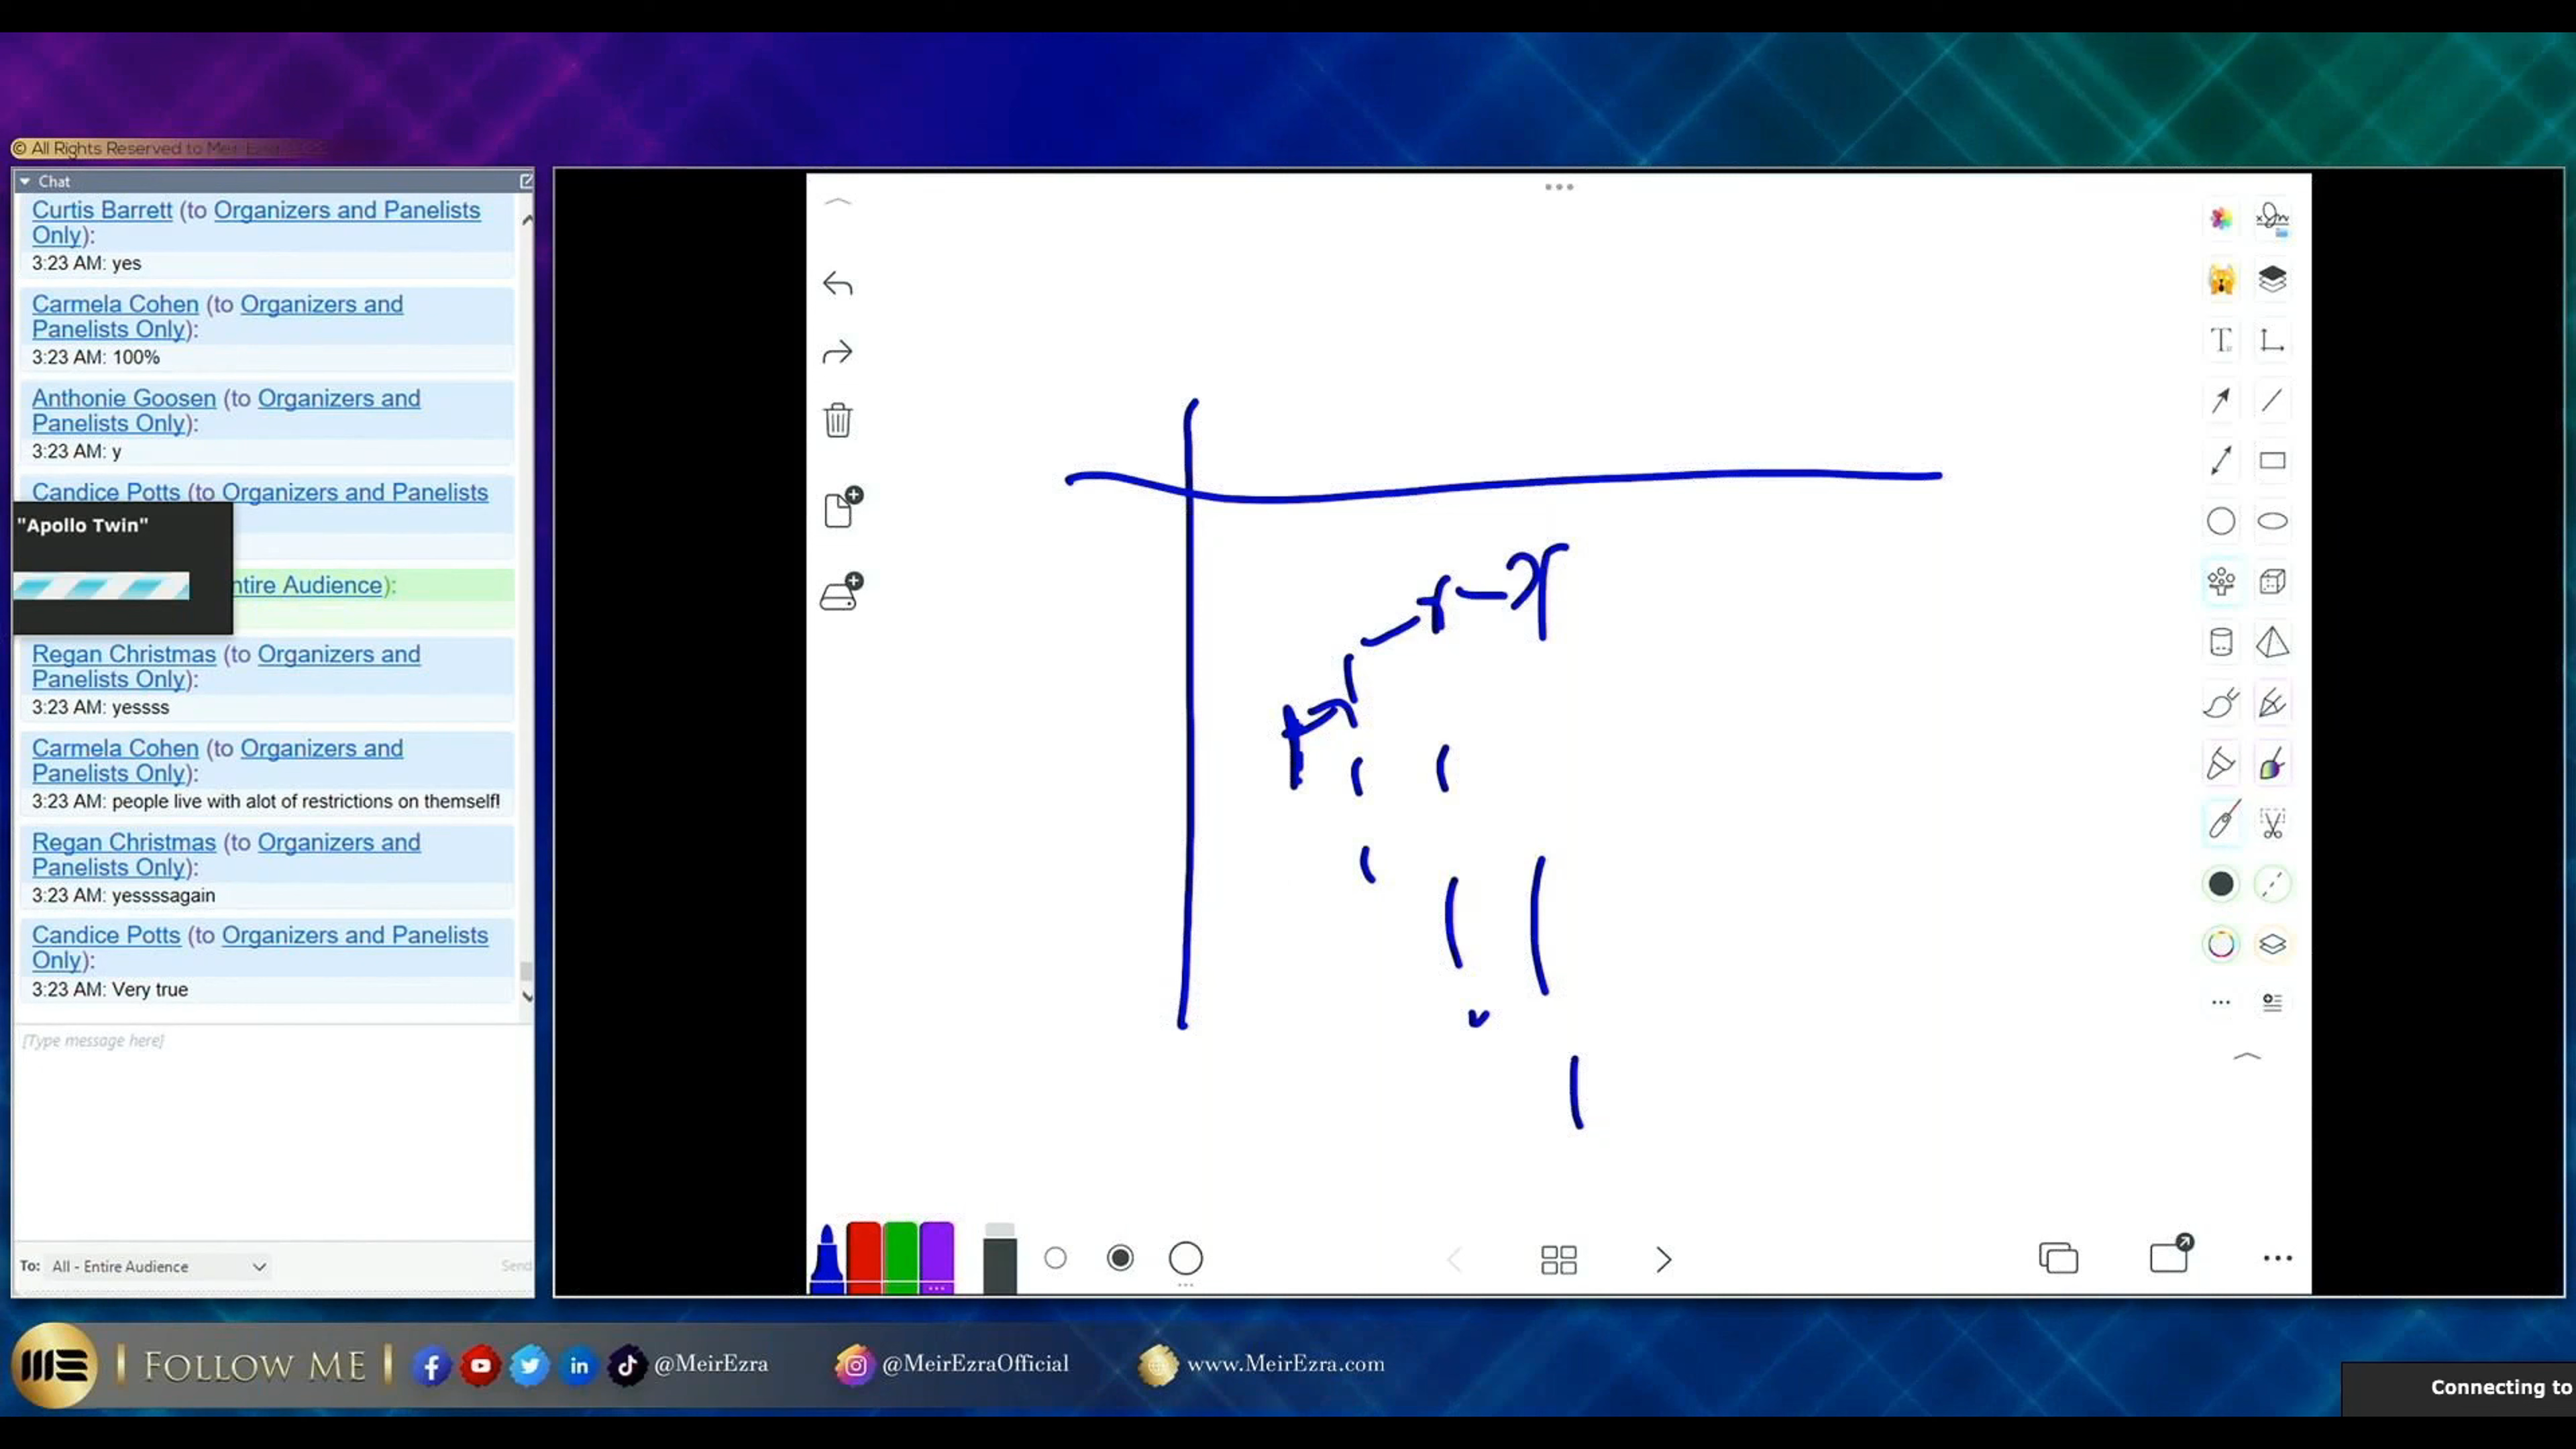 © All Rights Reserved to Meir Ezra
Chat
Curtis Barrett (to Organizers and Panelists
Only):
3:23 AM: yes
Carmela Cohen (to Organizers and
Panelists Only):
3:23 AM: 100%
Anthonie Goosen (to Organizers and
Panelists Only):
3:23 AM: y
Candice Potts (to Organizers and Panelists
"Apollo Twin"
ntire Audience):
Regan Christmas (to Organizers and
Panelists Only):
3:23 AM: yessss
Carmela Cohen (to Organizers and
Panelists Only):
3:23 AM: people live with alot of restrictions on themself!
Regan Christmas (to Organizers and
Panelists Only):
3:23 AM: yessssagain
Candice Potts (to Organizers and Panelists
Only):
3:23 AM: Very true
[Type message here]
To: All - Entire Audience
Send
FOLLOW ME @MeirEzra @MeirEzraOfficial www.MeirEzra.com
Connecting to